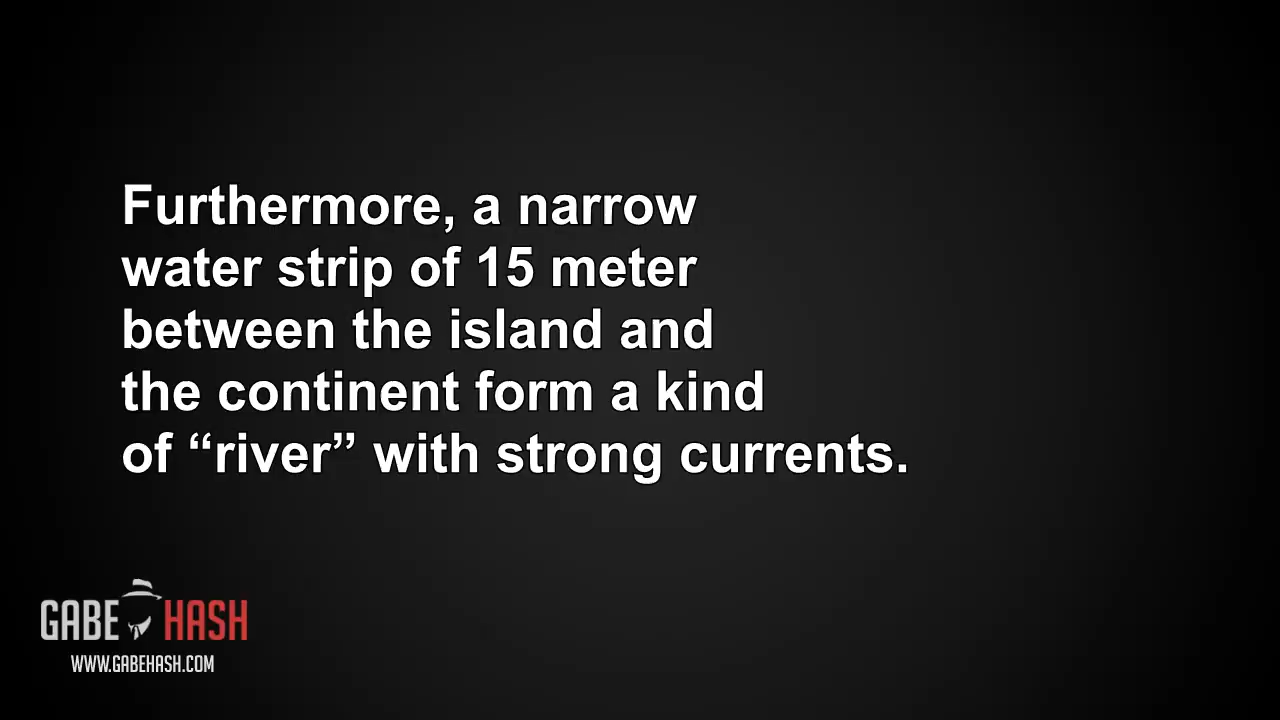 Furthermore, a narrow
water strip of 15 meter
between the island and
the continent form a kind
of “river” with strong currents.
GABE HASH
WWW.GABEHASH.COM